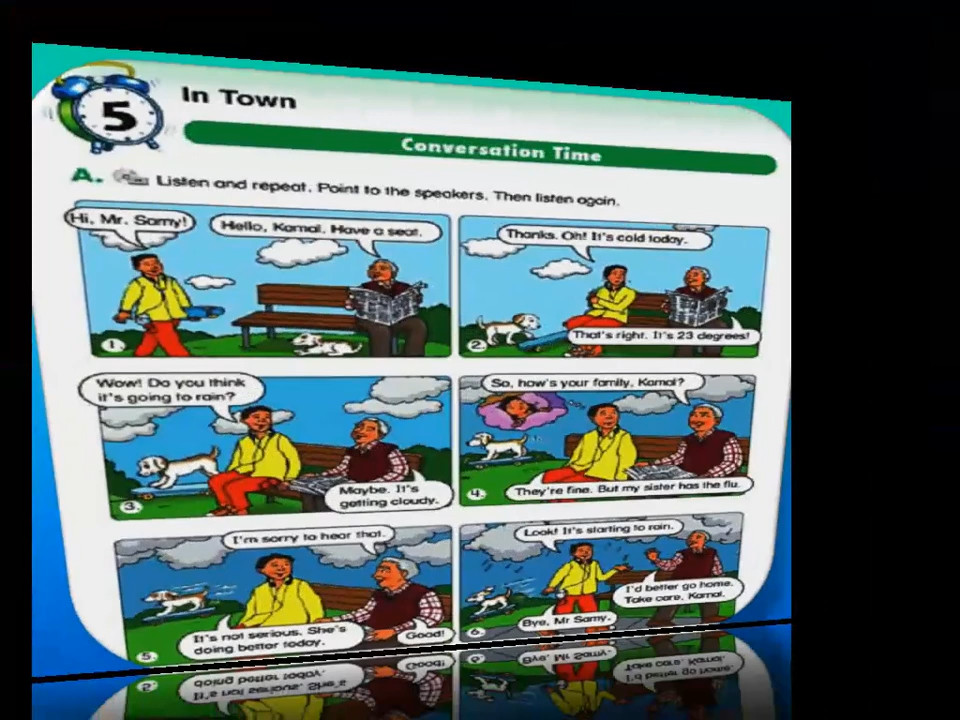 5
In Town
Conversation Time
A. Listen and repeat. Point to the speakers. Then listen again.
Hi, Mr. Samy!
Hello, Kamal. Have a seat.
1.
Thanks. Oh! It's cold today.
That's right. It's 23 degrees!
2.
Wow! Do you think
it's going to rain?
Maybe. It's
getting cloudy.
3.
So, how's your family, Kamal?
They're fine. But my sister has the flu.
4.
I'm sorry to hear that.
It's not serious. She's
doing better today.
Good!
5.
Look! It's starting to rain.
I'd better go home.
Take care, Kamal.
Bye, Mr Samy.
6.